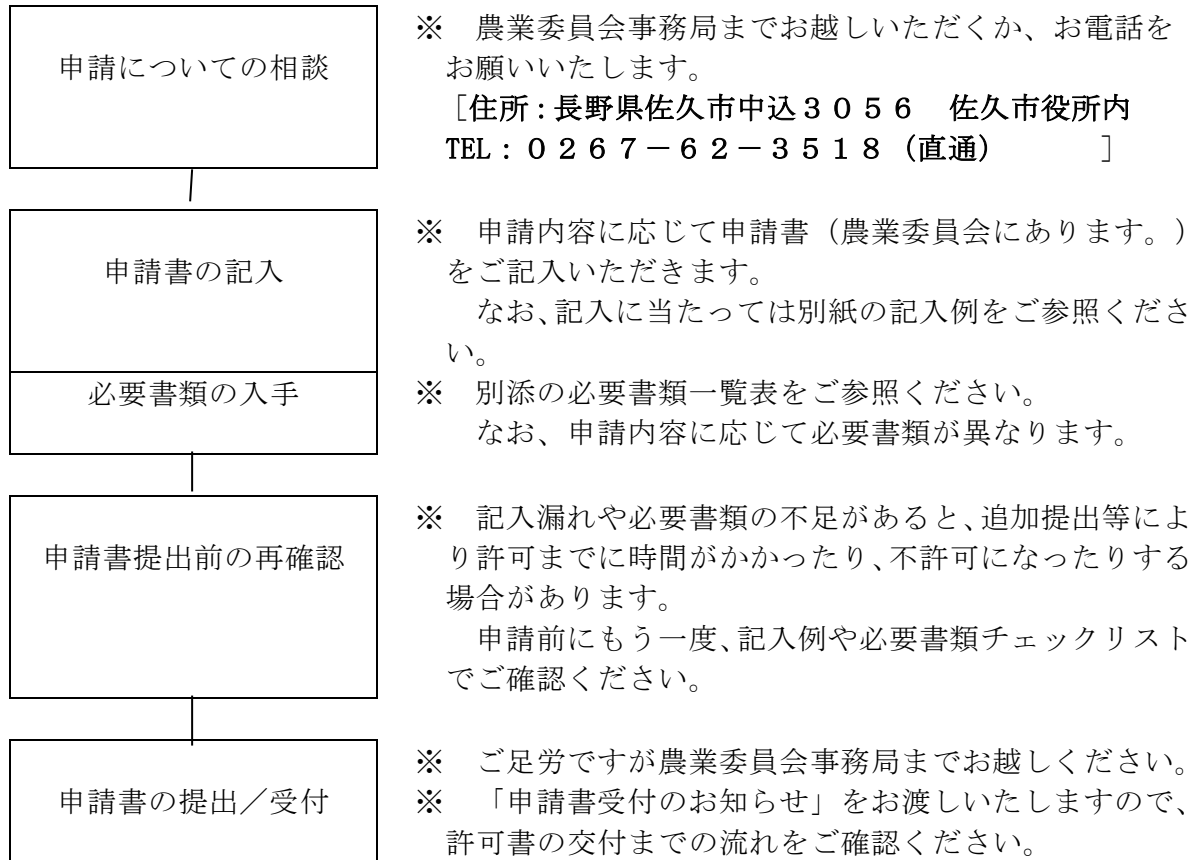 申請についての相談
※　農業委員会事務局までお越しいただくか、お電話を
お願いいたします。
［住所：長野県佐久市中込３０５６　佐久市役所内
TEL：０２６７－６２－３５１８（直通）　　　］
申請書の記入
※　申請内容に応じて申請書（農業委員会にあります。）
をご記入いただきます。
なお、記入に当たっては別紙の記入例をご参照くださ
い。
必要書類の入手
※　別添の必要書類一覧表をご参照ください。
なお、申請内容に応じて必要書類が異なります。
申請書提出前の再確認
※　記入漏れや必要書類の不足があると、追加提出等によ
り許可までに時間がかかったり、不許可になったりする
場合があります。
申請前にもう一度、記入例や必要書類チェックリスト
でご確認ください。
申請書の提出／受付
※　ご足労ですが農業委員会事務局までお越しください。
※　「申請書受付のお知らせ」をお渡しいたしますので、
許可書の交付までの流れをご確認ください。